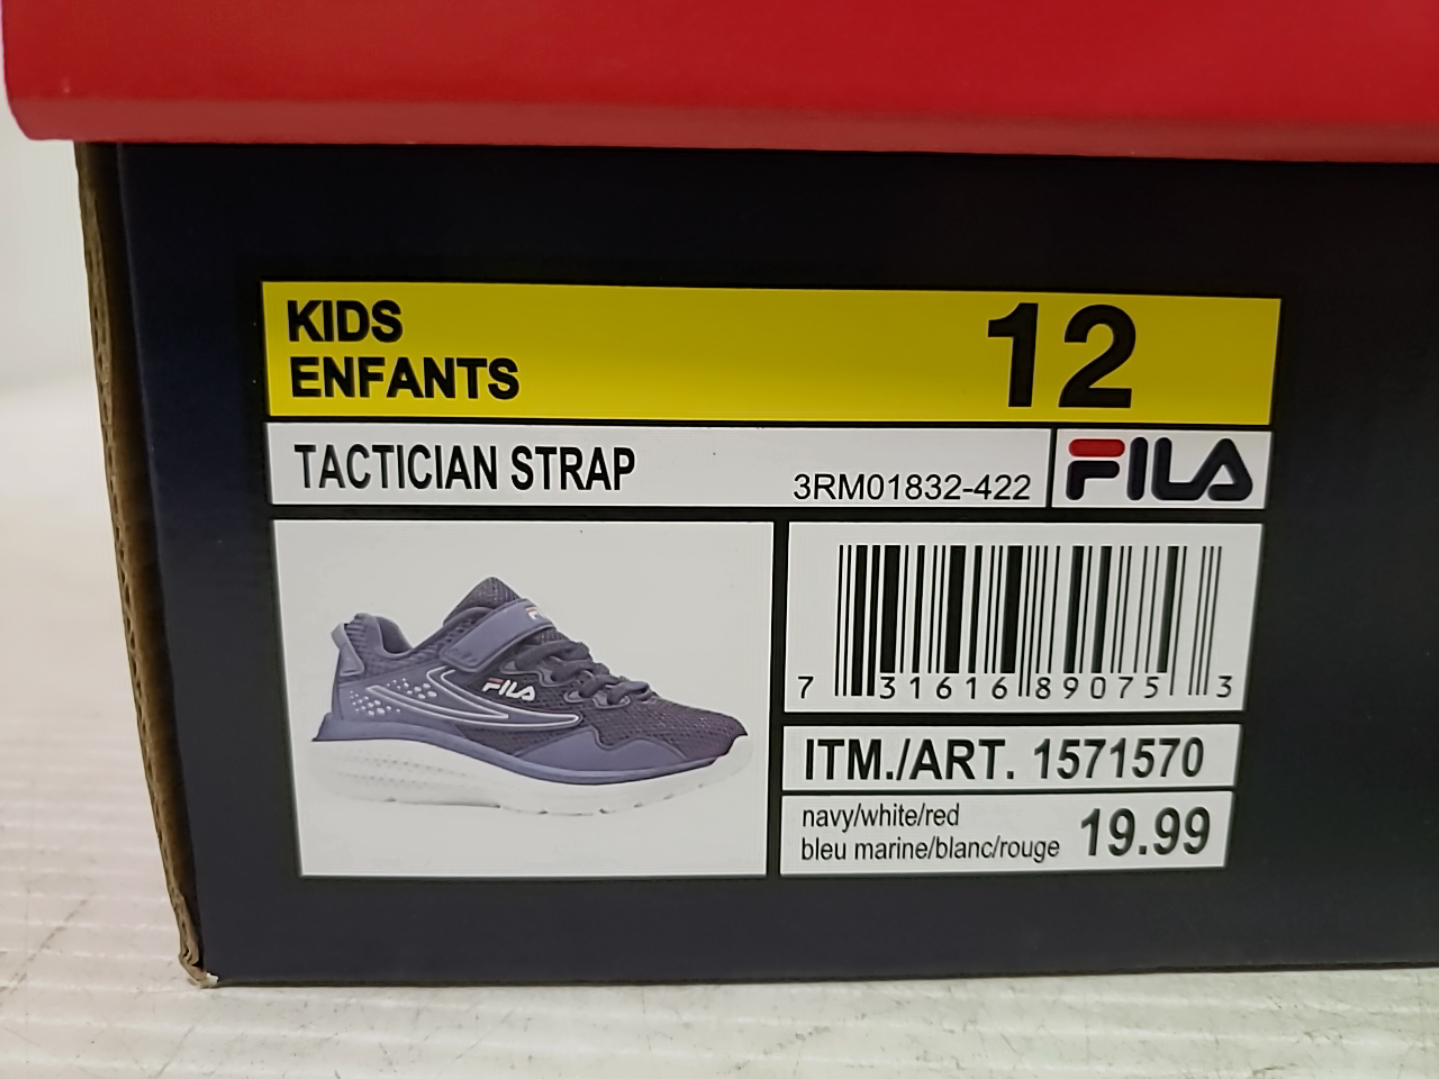 KIDS
ENFANTS
12
TACTICIAN STRAP
3RM01832-422
FILA
FILA
7 31616 89075 3
ITM./ART. 1571570
navy/white/red
bleu marine/blanc/rouge
19.99